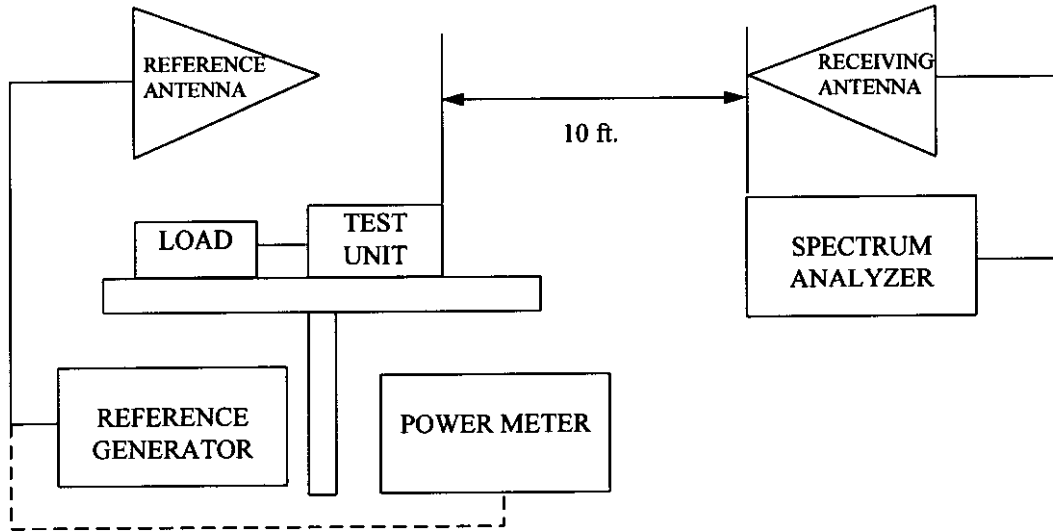 REFERENCE
ANTENNA
RECEIVING
ANTENNA
10 ft.
LOAD
TEST
UNIT
SPECTRUM
ANALYZER
REFERENCE
GENERATOR
POWER METER